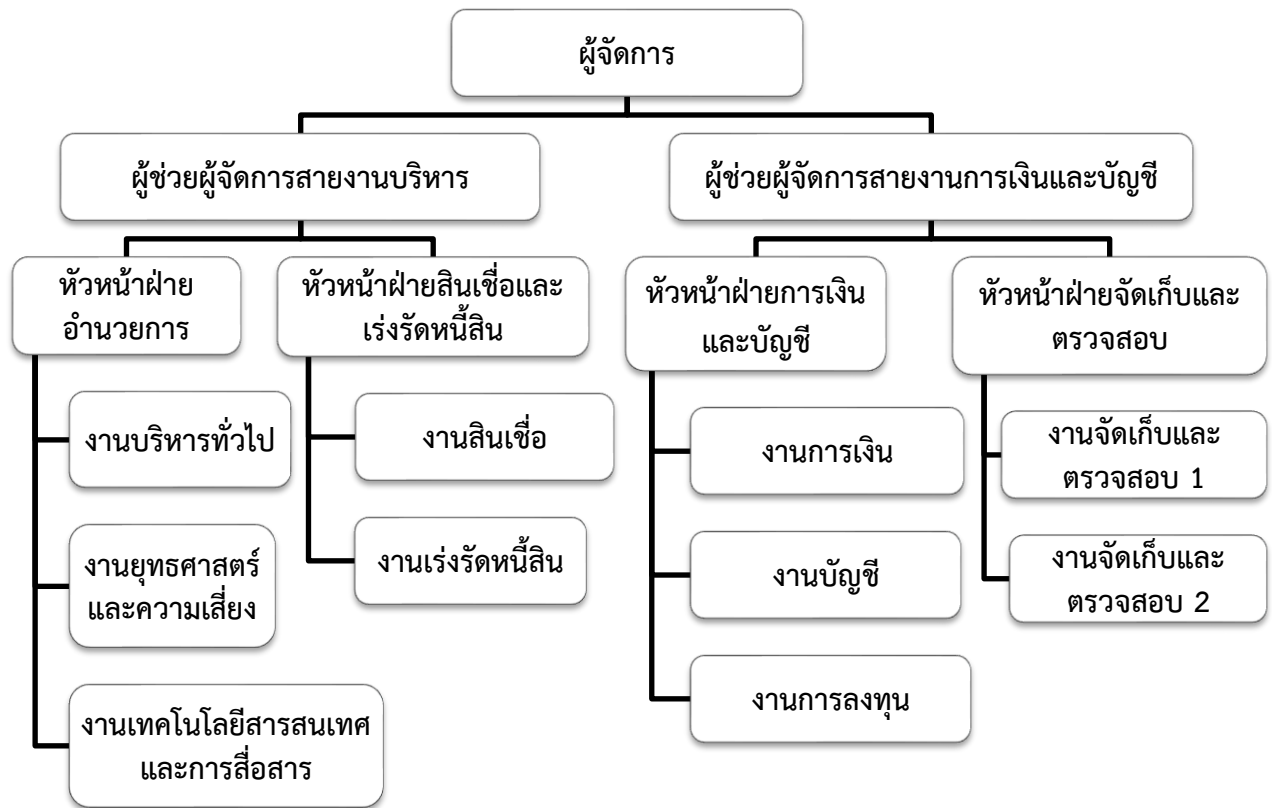 ผู้จัดการ
ผู้ช่วยผู้จัดการสายงานบริหาร
ผู้ช่วยผู้จัดการสายงานการเงินและบัญชี
หัวหน้าฝ่าย
อำนวยการ
หัวหน้าฝ่ายสินเชื่อและ
เร่งรัดหนี้สิน
หัวหน้าฝ่ายการเงิน
และบัญชี
หัวหน้าฝ่ายจัดเก็บและ
ตรวจสอบ
งานบริหารทั่วไป
งานยุทธศาสตร์
และความเสี่ยง
งานเทคโนโลยีสารสนเทศ
และการสื่อสาร
งานสินเชื่อ
งานเร่งรัดหนี้สิน
งานการเงิน
งานบัญชี
งานการลงทุน
งานจัดเก็บและ
ตรวจสอบ 1
งานจัดเก็บและ
ตรวจสอบ 2